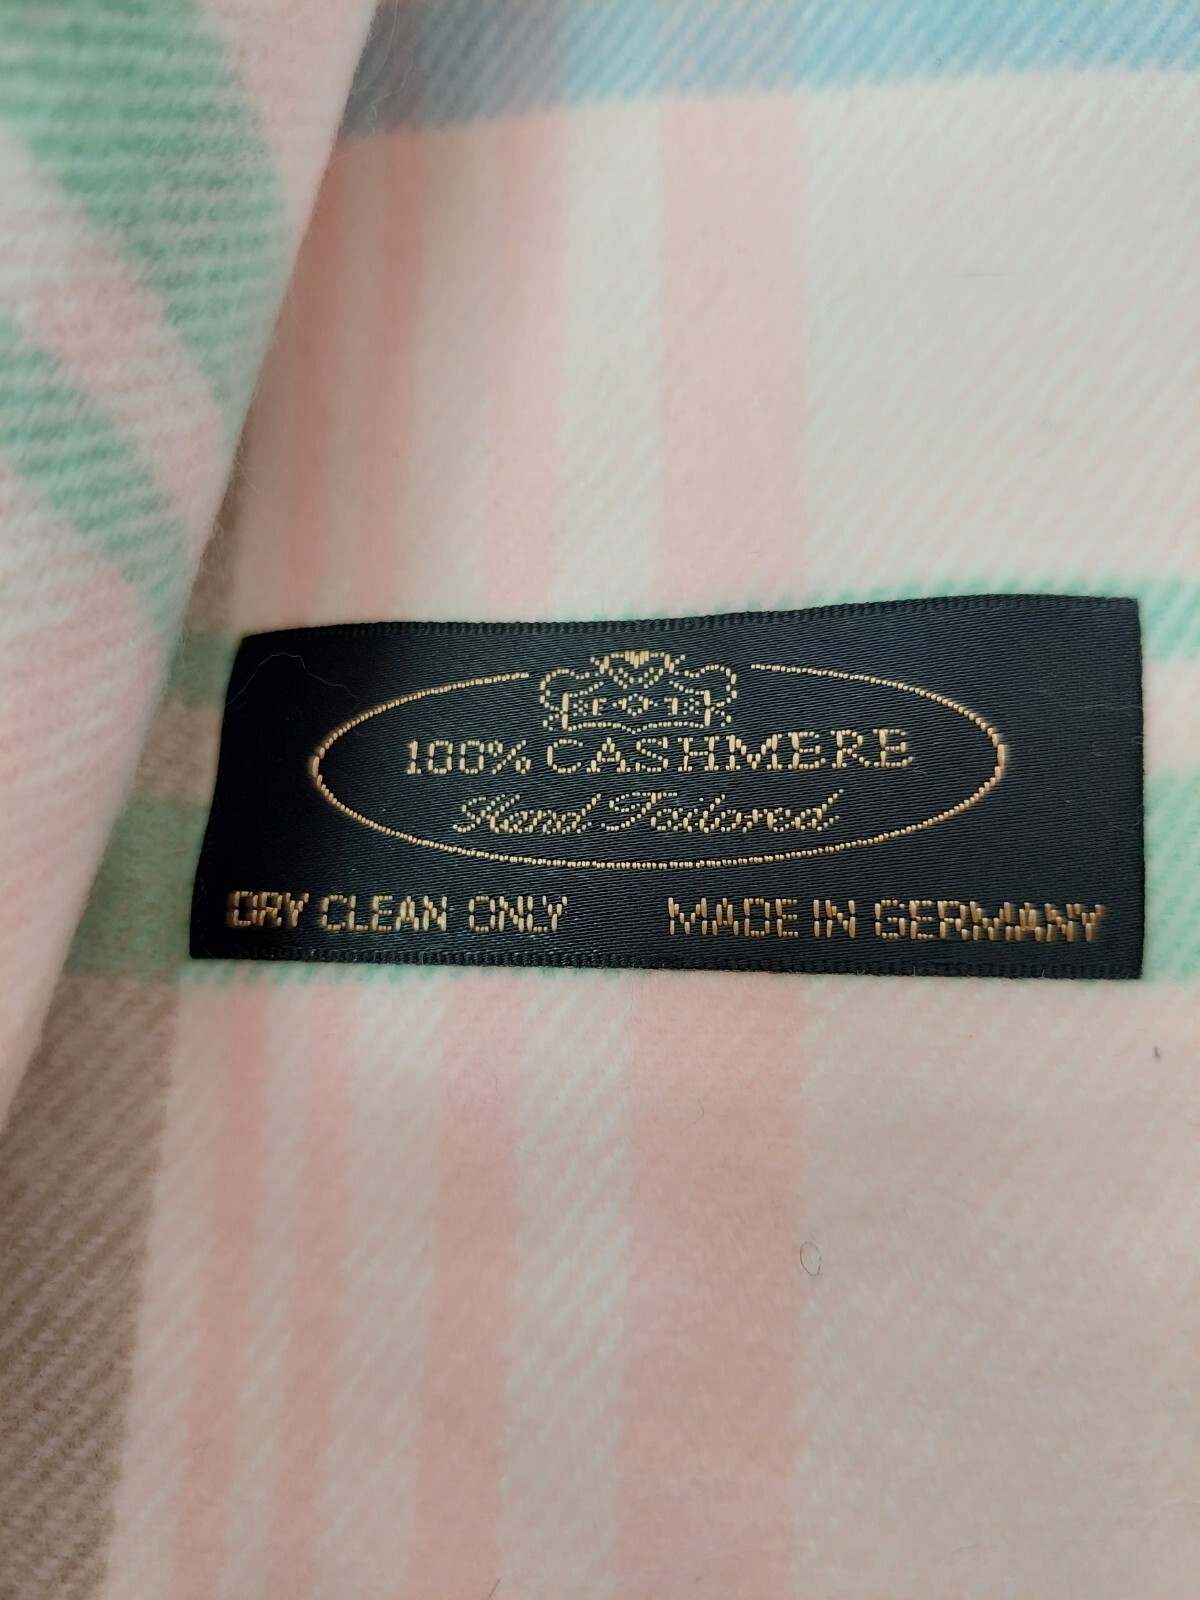 100% CASHMERE
Hand Tailored
DRY CLEAN ONLY
MADE IN GERMANY